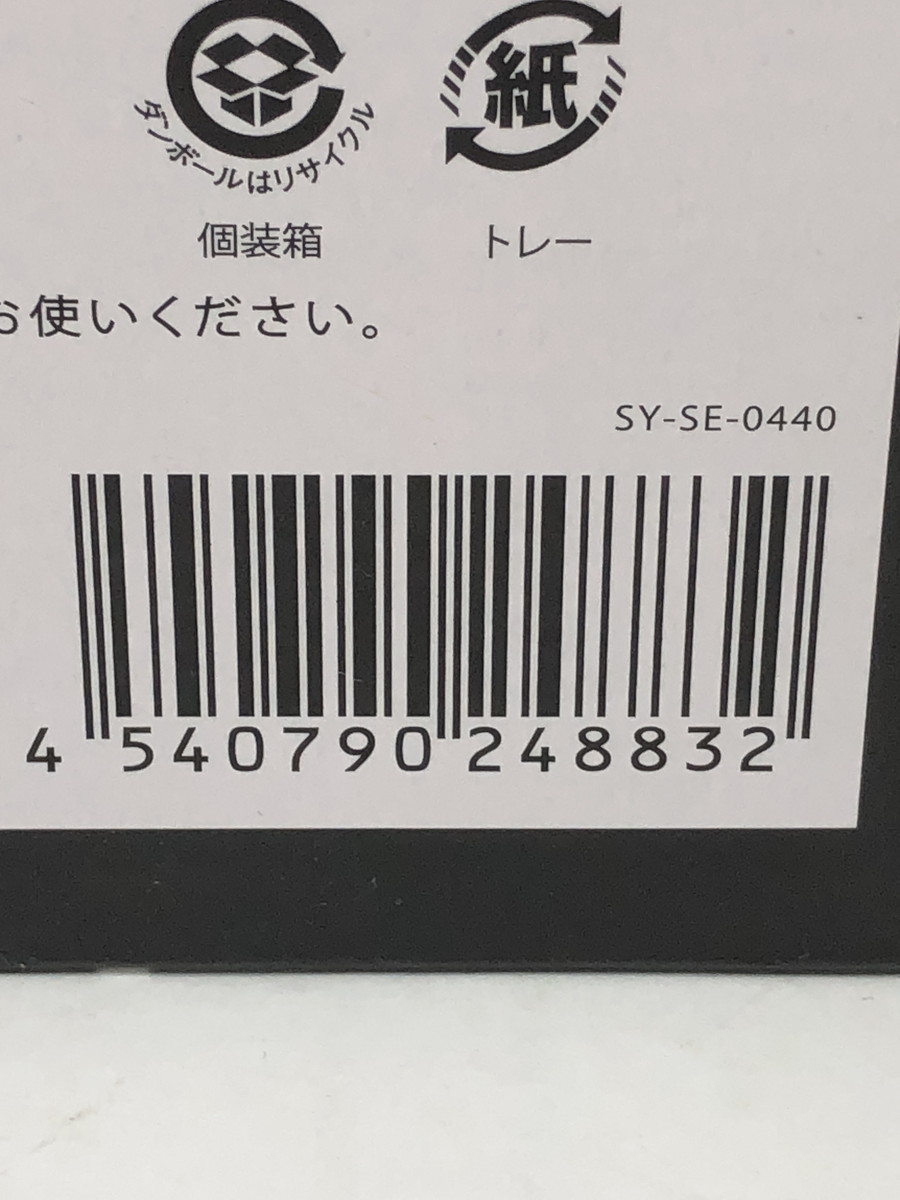 ダンボールはリサイクル
紙
個装箱 トレー
お使いください。
SY-SE-0440
4 540790 248832